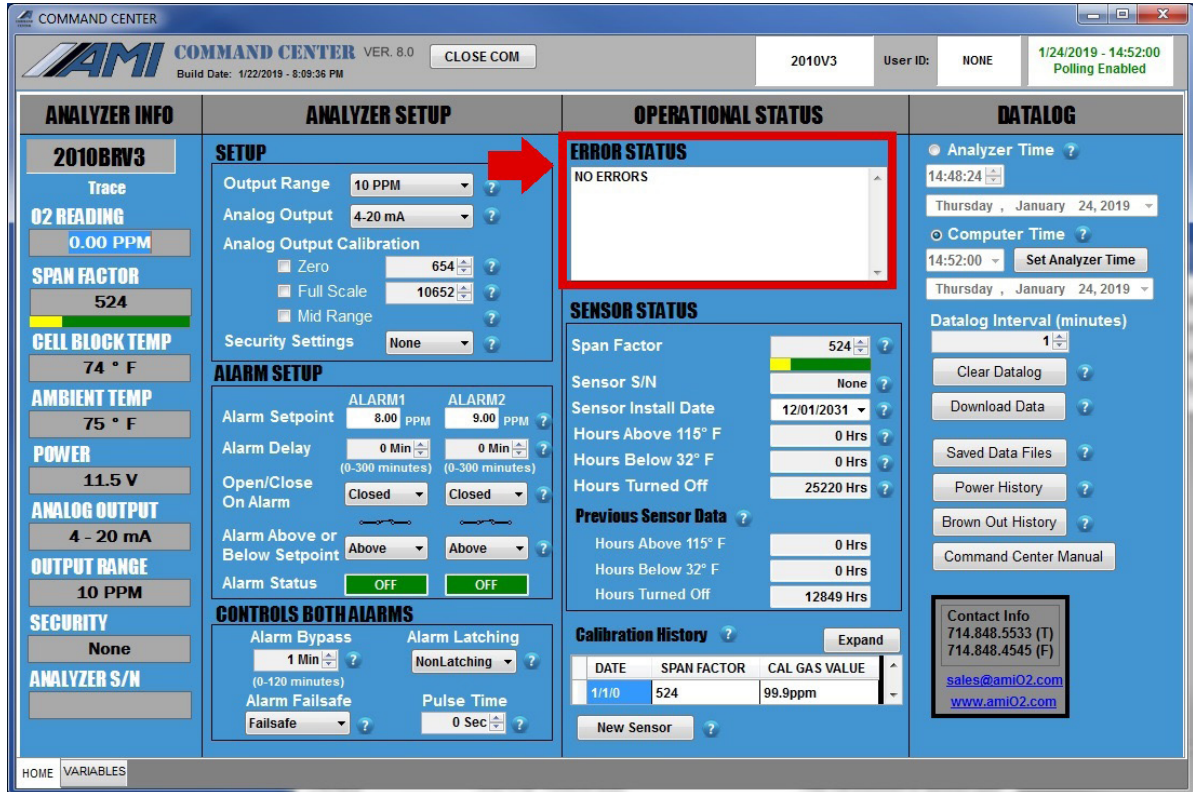 COMMAND CENTER
AMI COMMAND CENTER VER. 8.0 CLOSE COM
Build Date: 1/22/2019 - 8:09:36 PM
2010V3 User ID: NONE
1/24/2019 - 14:52:00
Polling Enabled
ANALYZER INFO
2010BRV3
Trace
O2 READING
0.00 PPM
SPAN FACTOR
524
CELL BLOCK TEMP
74 ° F
AMBIENT TEMP
75 ° F
POWER
11.5 V
ANALOG OUTPUT
4 - 20 mA
OUTPUT RANGE
10 PPM
SECURITY
None
ANALYZER S/N
ANALYZER SETUP
SETUP
Output Range 10 PPM ?
Analog Output 4-20 mA ?
Analog Output Calibration
Zero 654 ?
Full Scale 10652 ?
Mid Range ?
Security Settings None ?
ALARM SETUP
ALARM1 ALARM2
Alarm Setpoint 8.00 PPM 9.00 PPM ?
Alarm Delay 0 Min 0 Min ?
(0-300 minutes) (0-300 minutes)
Open/Close
On Alarm Closed Closed ?
Alarm Above or
Below Setpoint Above Above ?
Alarm Status OFF OFF
CONTROLS BOTH ALARMS
Alarm Bypass Alarm Latching
1 Min ? NonLatching ?
(0-120 minutes)
Alarm Failsafe Pulse Time
Failsafe ? 0 Sec ?
OPERATIONAL STATUS
ERROR STATUS
NO ERRORS
SENSOR STATUS
Span Factor 524 ?
Sensor S/N None ?
Sensor Install Date 12/01/2031 ?
Hours Above 115° F 0 Hrs ?
Hours Below 32° F 0 Hrs ?
Hours Turned Off 25220 Hrs ?
Previous Sensor Data ?
Hours Above 115° F 0 Hrs
Hours Below 32° F 0 Hrs
Hours Turned Off 12849 Hrs
Calibration History ? Expand
DATE SPAN FACTOR CAL GAS VALUE
1/1/0 524 99.9ppm
New Sensor ?
DATALOG
Analyzer Time ?
14:48:24
Thursday , January 24, 2019
Computer Time ?
14:52:00 Set Analyzer Time
Thursday , January 24, 2019
Datalog Interval (minutes)
1
Clear Datalog ?
Download Data ?
Saved Data Files ?
Power History ?
Brown Out History ?
Command Center Manual
Contact Info
714.848.5533 (T)
714.848.4545 (F)
sales@amiO2.com
www.amiO2.com
HOME VARIABLES